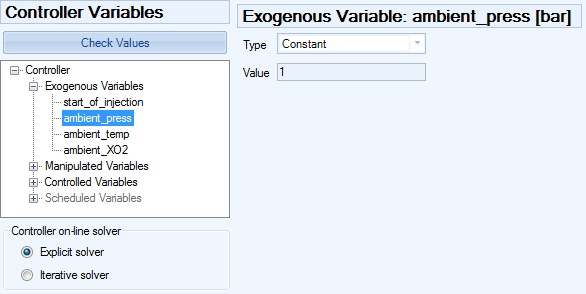 Controller Variables
Check Values
Controller
Exogenous Variables
start_of_injection
ambient_press
ambient_temp
ambient_XO2
Manipulated Variables
Controlled Variables
Scheduled Variables
Controller on-line solver
Explicit solver
Iterative solver
Exogenous Variable: ambient_press [bar]
Type Constant
Value 1